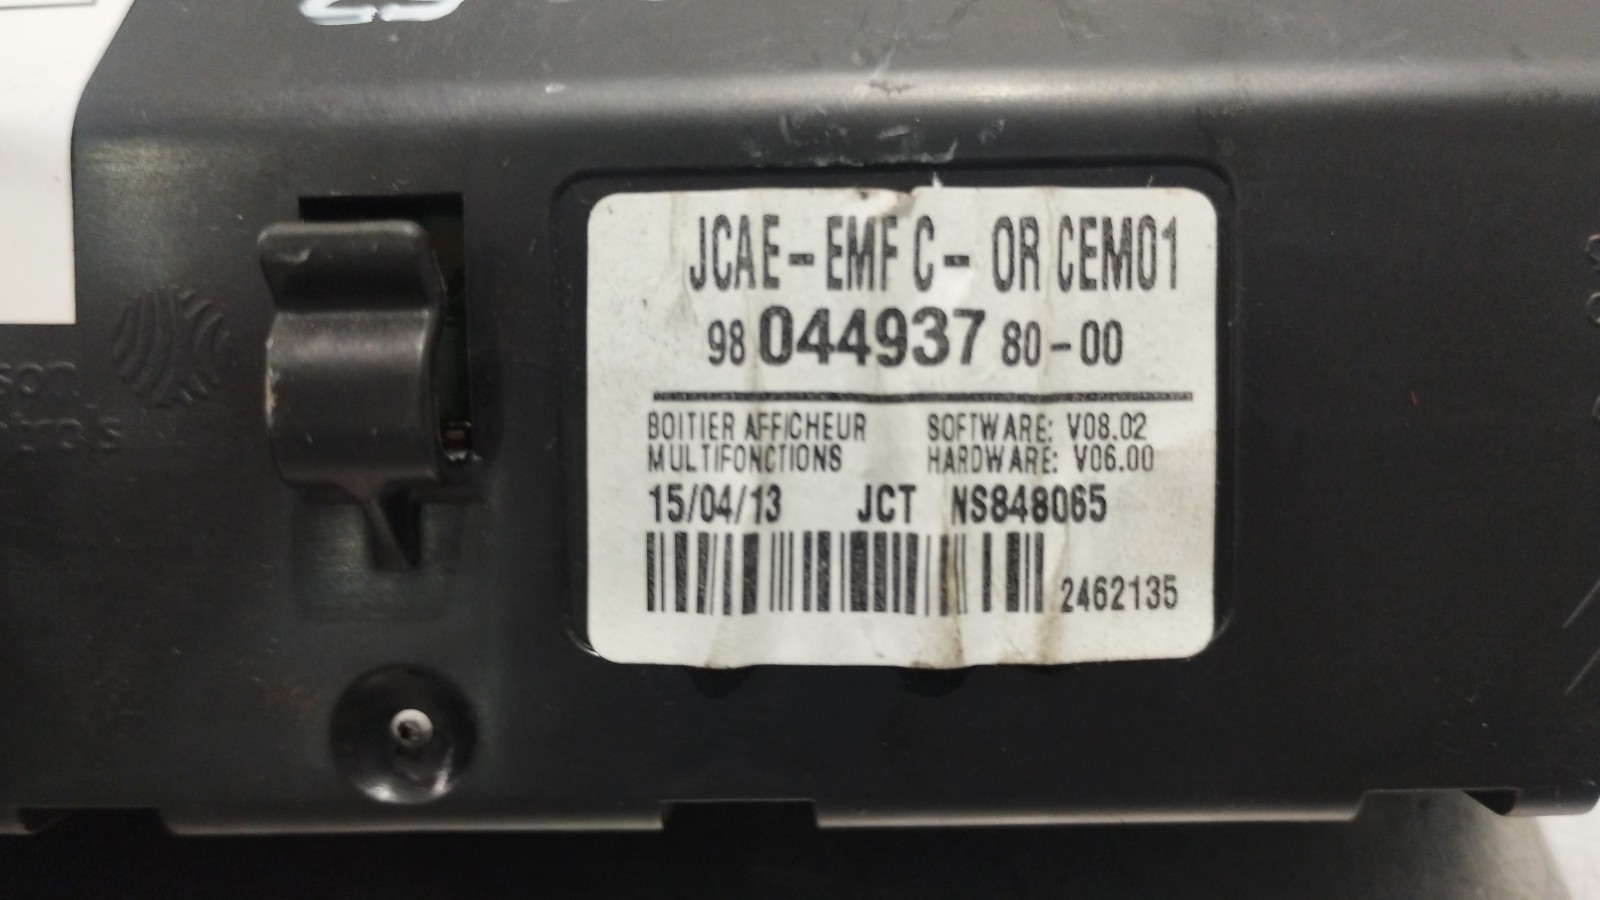 JCAE-EMF C- OR CEM01
98 044937 80-00
BOITIER AFFICHEUR SOFTWARE: V08.02
MULTIFONCTIONS HARDWARE: V06.00
15/04/13 JCT NS848065
2462135